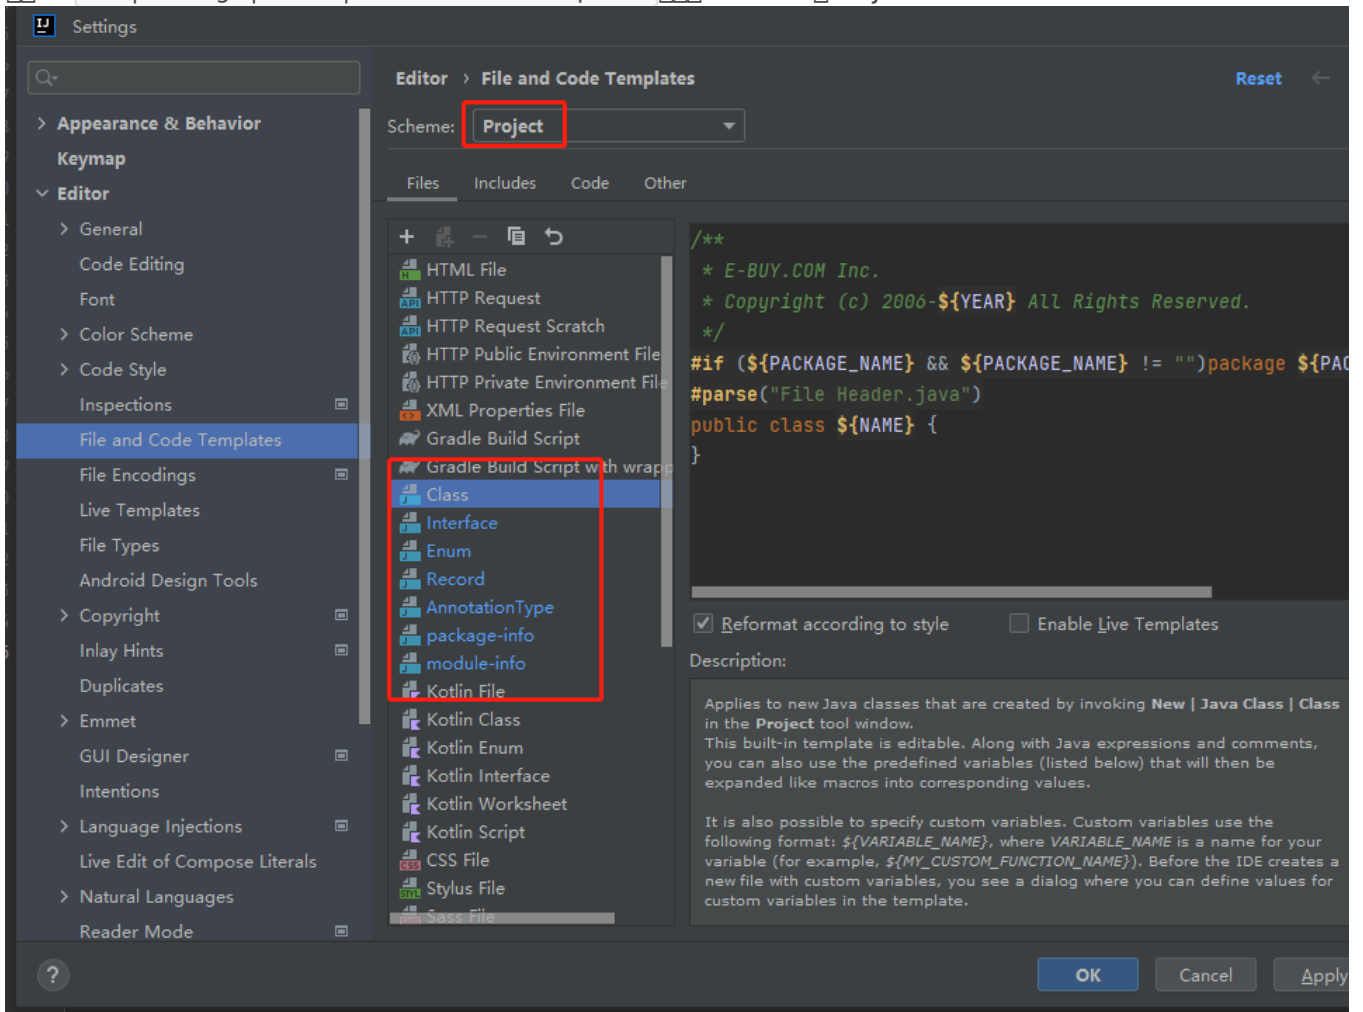 Settings
Editor › File and Code Templates
Reset
Appearance & Behavior
Keymap
Editor
General
Code Editing
Font
Color Scheme
Code Style
Inspections
File and Code Templates
File Encodings
Live Templates
File Types
Android Design Tools
Copyright
Inlay Hints
Duplicates
Emmet
GUI Designer
Intentions
Language Injections
Live Edit of Compose Literals
Natural Languages
Reader Mode
Scheme: Project
Files Includes Code Other
HTML File
HTTP Request
HTTP Request Scratch
HTTP Public Environment File
HTTP Private Environment File
XML Properties File
Gradle Build Script
Gradle Build Script with wrapp
Class
Interface
Enum
Record
AnnotationType
package-info
module-info
Kotlin File
Kotlin Class
Kotlin Enum
Kotlin Interface
Kotlin Worksheet
Kotlin Script
CSS File
Stylus File
Sass File
/**
* E-BUY.COM Inc.
* Copyright (c) 2006-${YEAR} All Rights Reserved.
*/
#if (${PACKAGE_NAME} && ${PACKAGE_NAME} != "")package ${PAC
#parse("File Header.java")
public class ${NAME} {
}
Reformat according to style
Enable Live Templates
Description:
Applies to new Java classes that are created by invoking New | Java Class | Class
in the Project tool window.
This built-in template is editable. Along with Java expressions and comments,
you can also use the predefined variables (listed below) that will then be
expanded like macros into corresponding values.
It is also possible to specify custom variables. Custom variables use the
following format: ${VARIABLE_NAME}, where VARIABLE_NAME is a name for your
variable (for example, ${MY_CUSTOM_FUNCTION_NAME}). Before the IDE creates a
new file with custom variables, you see a dialog where you can define values for
custom variables in the template.
?
OK
Cancel
Apply